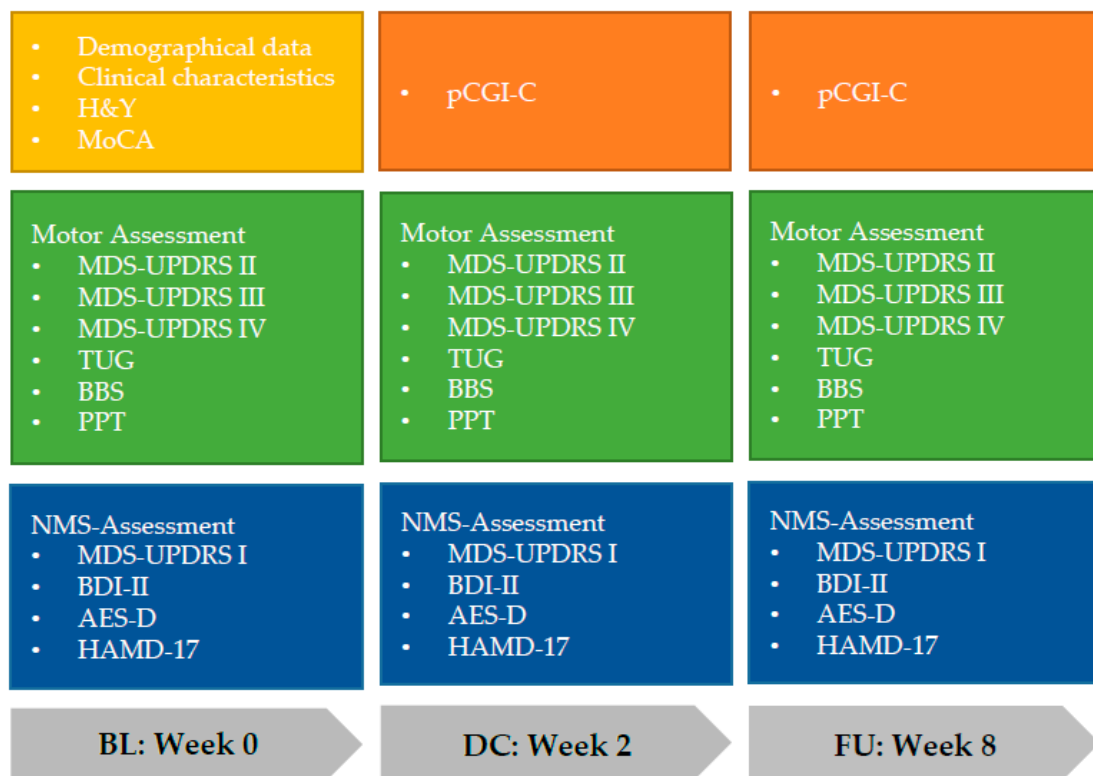 • Demographical data
• Clinical characteristics
• H&Y
• MoCA
• pCGI-C
• pCGI-C
Motor Assessment
• MDS-UPDRS II
• MDS-UPDRS III
• MDS-UPDRS IV
• TUG
• BBS
• PPT
Motor Assessment
• MDS-UPDRS II
• MDS-UPDRS III
• MDS-UPDRS IV
• TUG
• BBS
• PPT
Motor Assessment
• MDS-UPDRS II
• MDS-UPDRS III
• MDS-UPDRS IV
• TUG
• BBS
• PPT
NMS-Assessment
• MDS-UPDRS I
• BDI-II
• AES-D
• HAMD-17
NMS-Assessment
• MDS-UPDRS I
• BDI-II
• AES-D
• HAMD-17
NMS-Assessment
• MDS-UPDRS I
• BDI-II
• AES-D
• HAMD-17
BL: Week 0
DC: Week 2
FU: Week 8